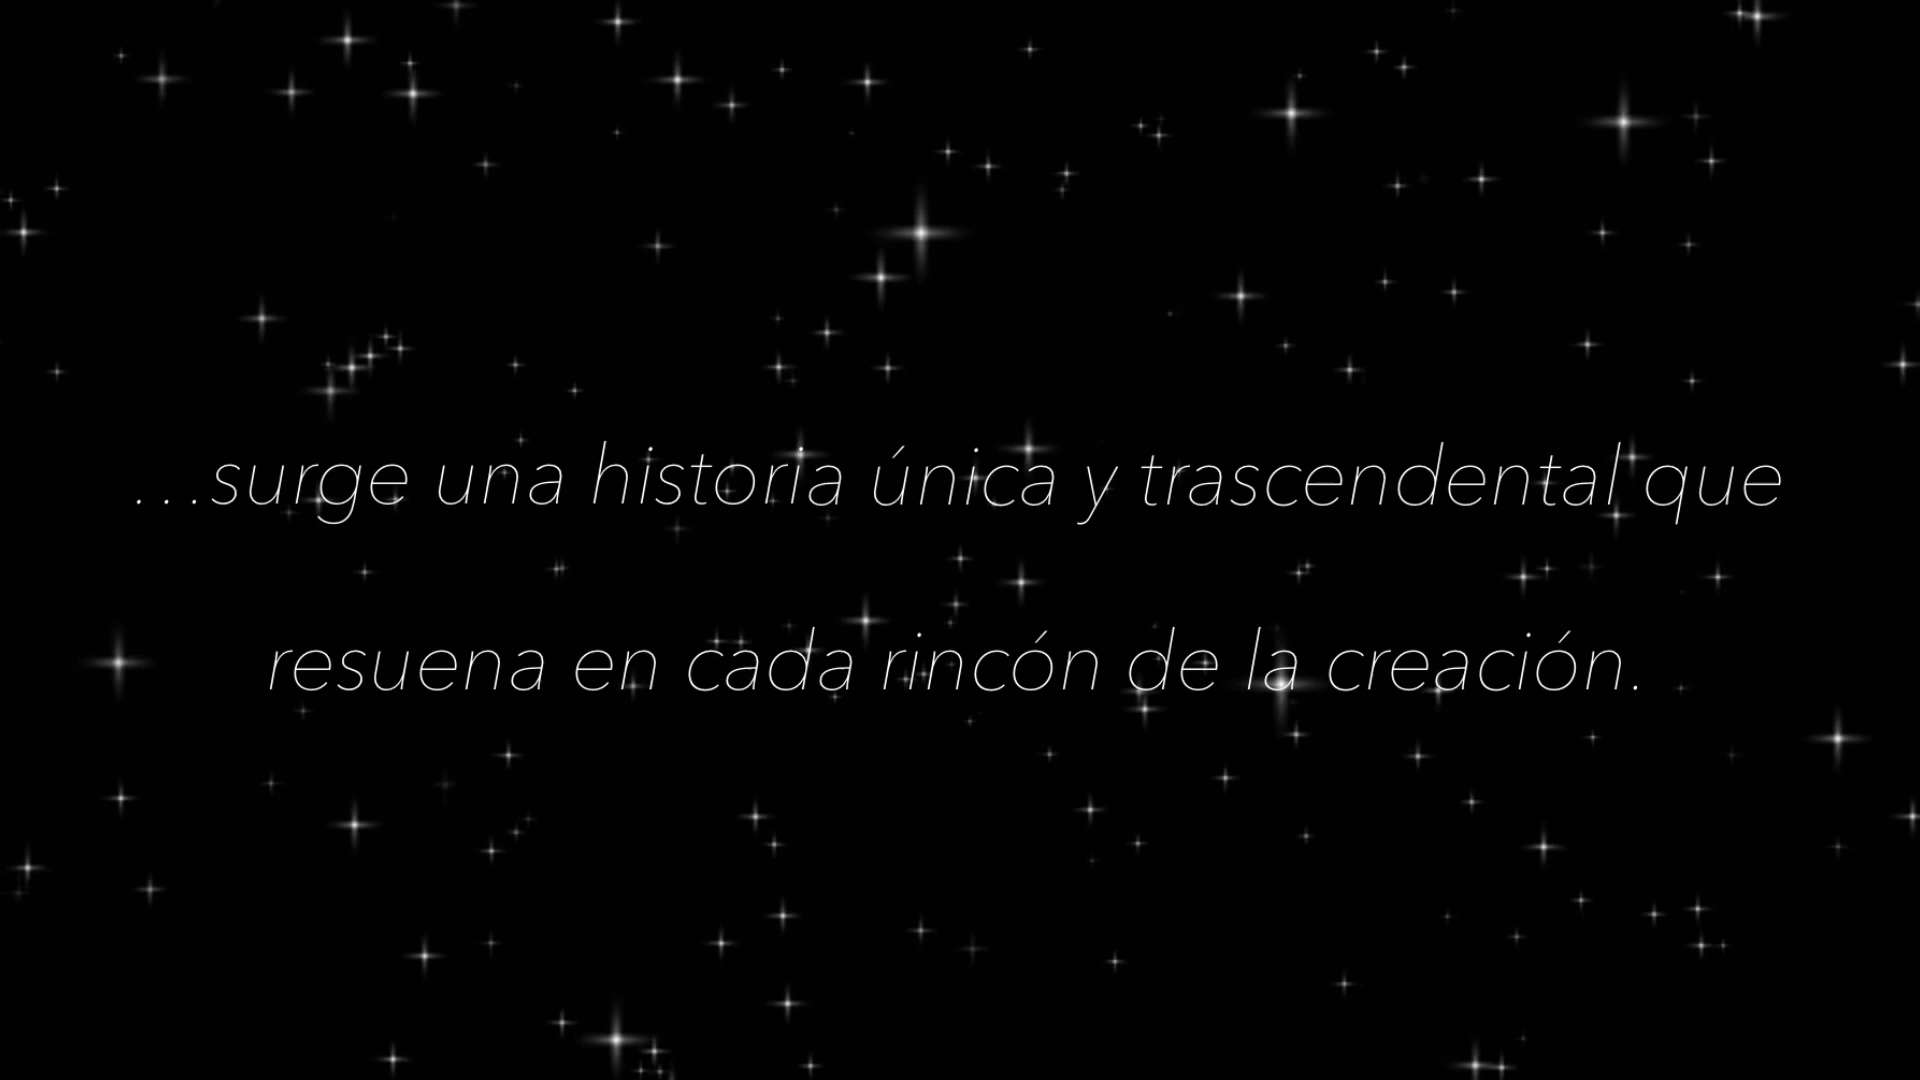 ...surge una historia única y trascendental que
resuena en cada rincón de la creación.